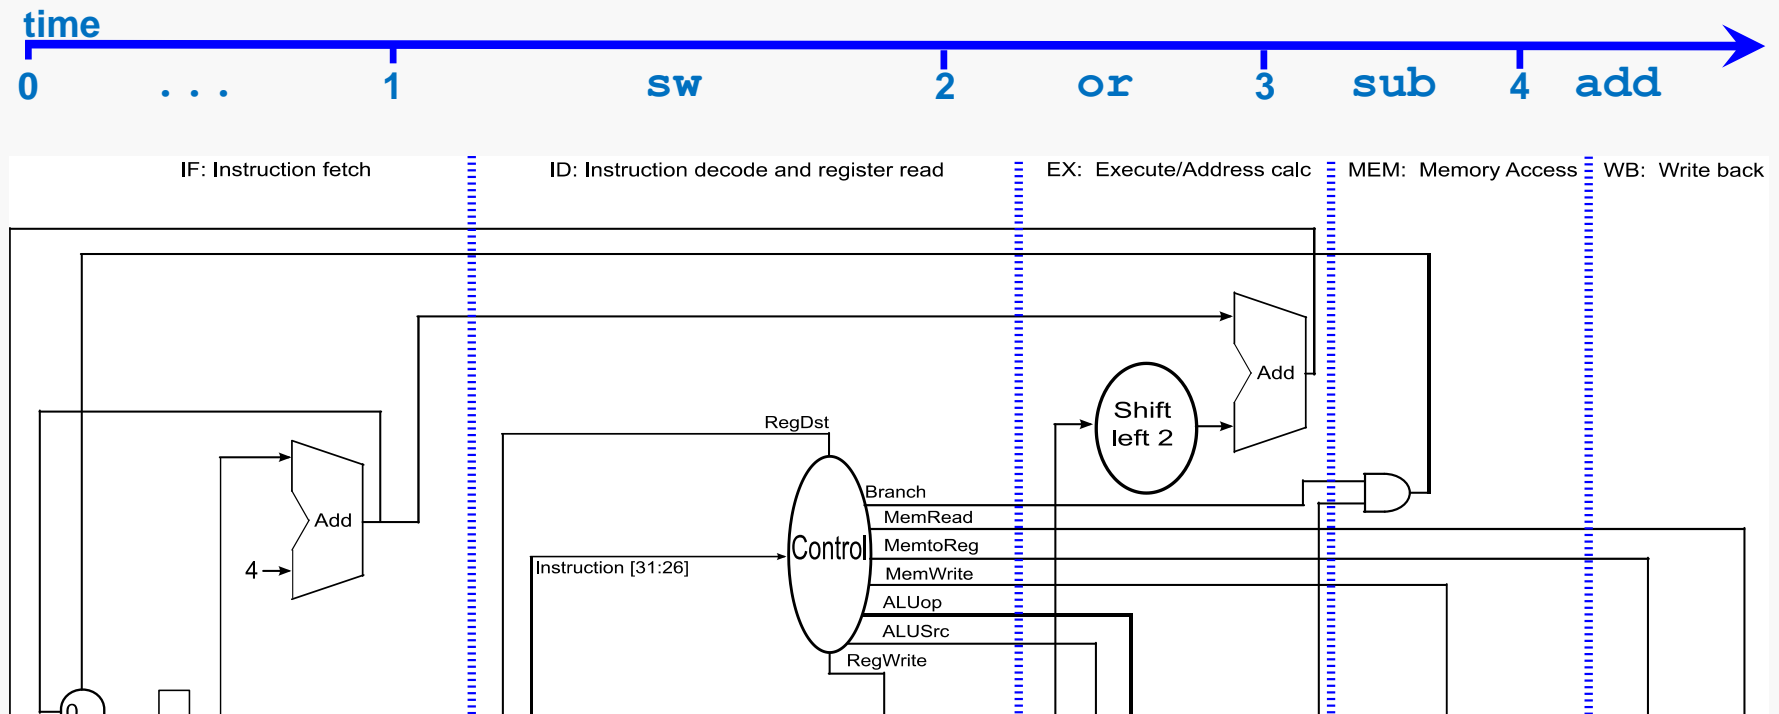 time
0 ... 1 sw 2 or 3 sub 4 add
IF: Instruction fetch
ID: Instruction decode and register read
EX: Execute/Address calc
MEM: Memory Access
WB: Write back
Add
Shift
left 2
RegDst
Branch
MemRead
Add
Control
MemtoReg
4
Instruction [31:26]
MemWrite
ALUop
ALUSrc
RegWrite
0